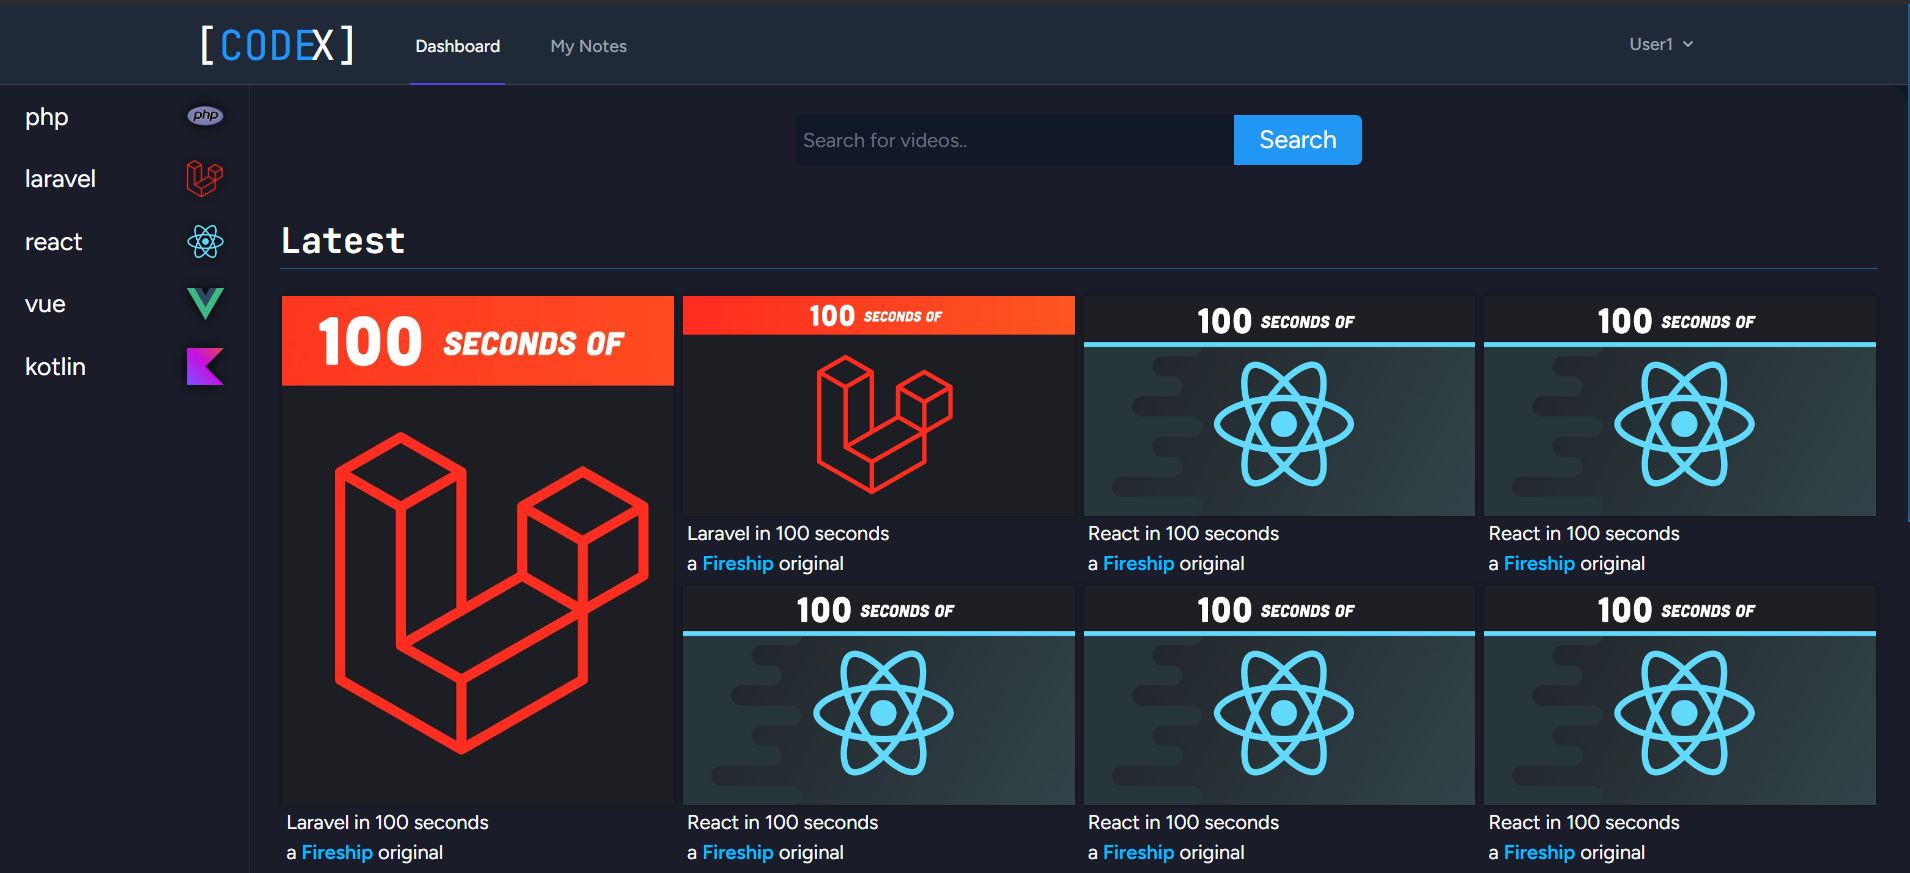 [CODEX]
Dashboard
My Notes
User1
php
php
laravel
react
vue
kotlin
Search for videos..
Search
Latest
100 SECONDS OF
Laravel in 100 seconds
a Fireship original
100 SECONDS OF
Laravel in 100 seconds
a Fireship original
100 SECONDS OF
React in 100 seconds
a Fireship original
100 SECONDS OF
React in 100 seconds
a Fireship original
100 SECONDS OF
React in 100 seconds
a Fireship original
100 SECONDS OF
React in 100 seconds
a Fireship original
100 SECONDS OF
React in 100 seconds
a Fireship original